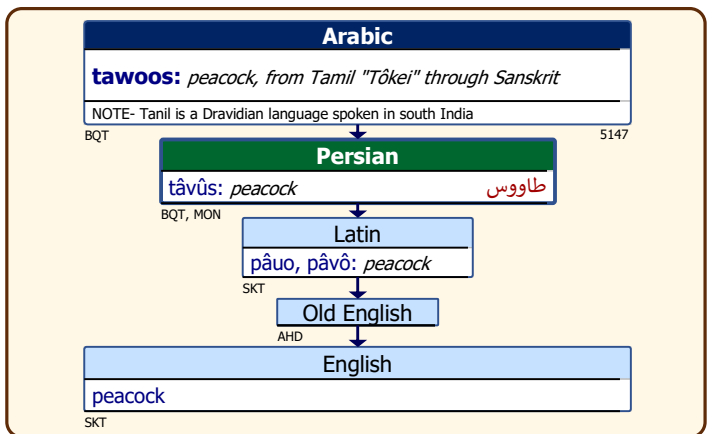 Arabic
tawoos: peacock, from Tamil "Tôkei" through Sanskrit
NOTE- Tanil is a Dravidian language spoken in south India
BQT 5147
Persian
tâvûs: peacock طاووس
BQT, MON
Latin
pâuo, pâvô: peacock
SKT
Old English
AHD
English
peacock
SKT